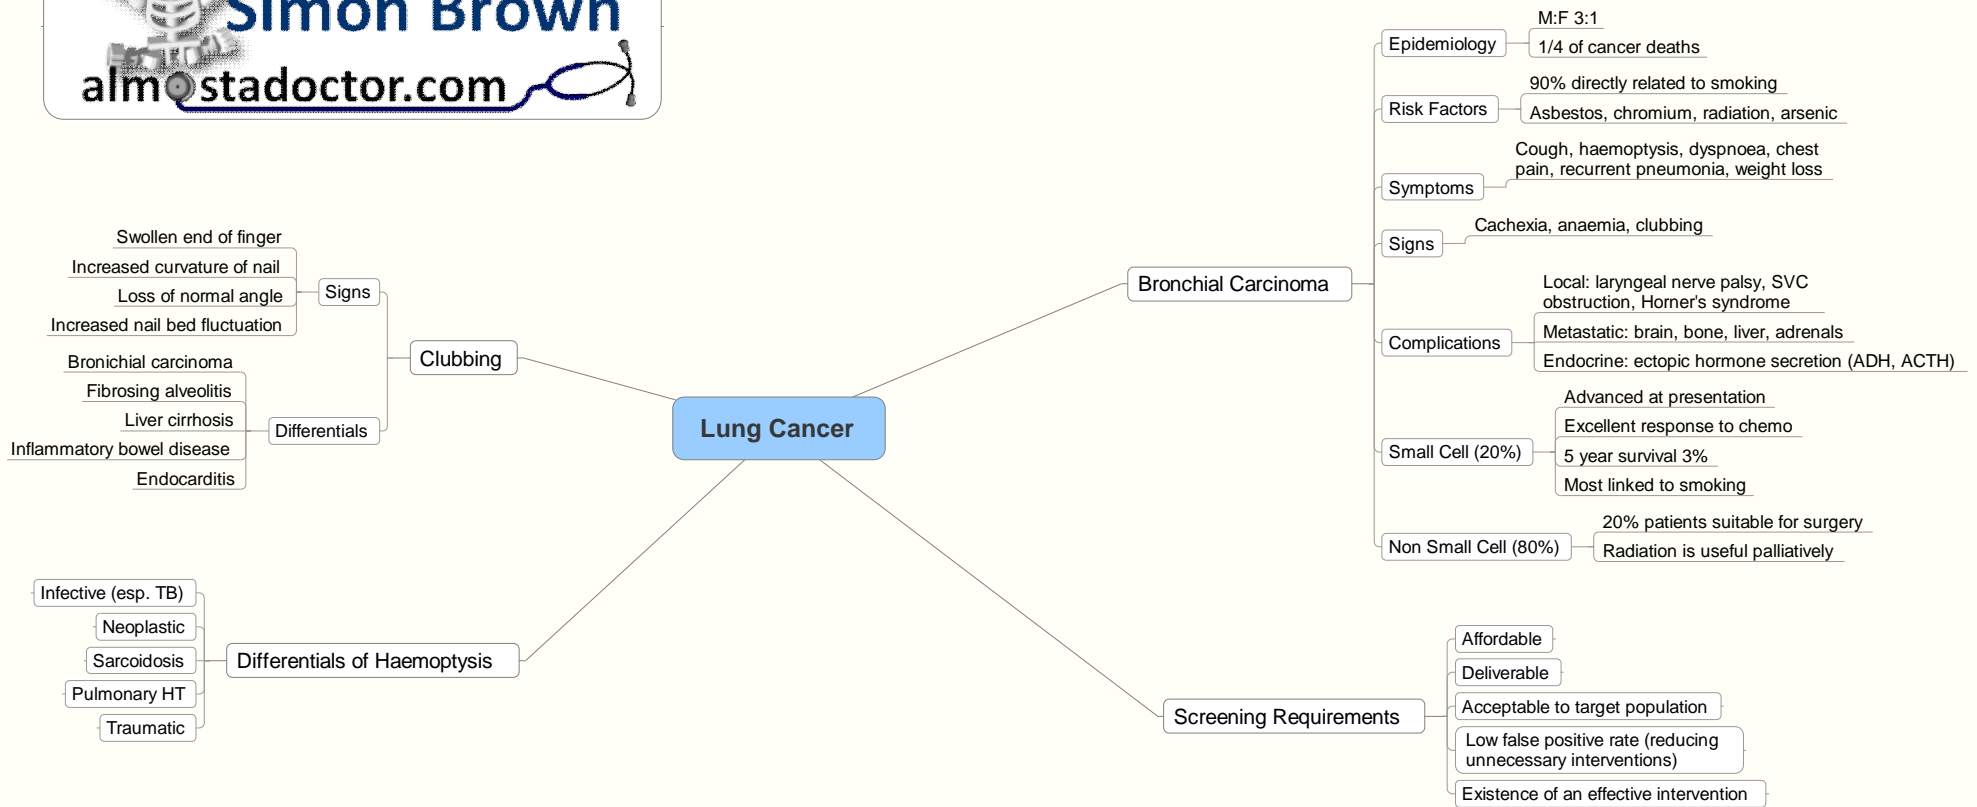 Simon Brown
almostadoctor.com
Lung Cancer
Bronchial Carcinoma
Epidemiology
M:F 3:1
1/4 of cancer deaths
Risk Factors
90% directly related to smoking
Asbestos, chromium, radiation, arsenic
Symptoms
Cough, haemoptysis, dyspnoea, chest
pain, recurrent pneumonia, weight loss
Signs
Cachexia, anaemia, clubbing
Complications
Local: laryngeal nerve palsy, SVC
obstruction, Horner's syndrome
Metastatic: brain, bone, liver, adrenals
Endocrine: ectopic hormone secretion (ADH, ACTH)
Small Cell (20%)
Advanced at presentation
Excellent response to chemo
5 year survival 3%
Most linked to smoking
Non Small Cell (80%)
20% patients suitable for surgery
Radiation is useful palliatively
Screening Requirements
Affordable
Deliverable
Acceptable to target population
Low false positive rate (reducing
unnecessary interventions)
Existence of an effective intervention
Clubbing
Signs
Swollen end of finger
Increased curvature of nail
Loss of normal angle
Increased nail bed fluctuation
Differentials
Bronichial carcinoma
Fibrosing alveolitis
Liver cirrhosis
Inflammatory bowel disease
Endocarditis
Differentials of Haemoptysis
Infective (esp. TB)
Neoplastic
Sarcoidosis
Pulmonary HT
Traumatic